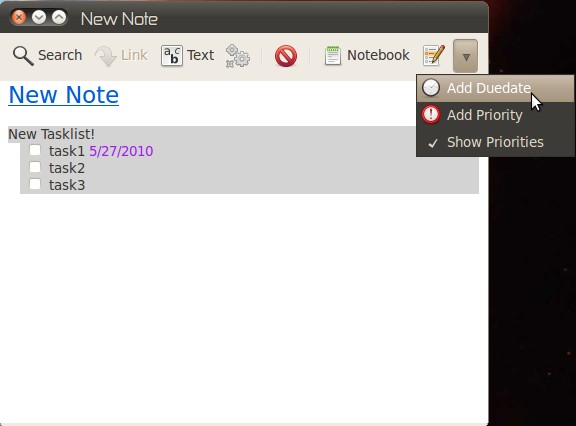 New Note
Search Link abc Text Notebook
New Note
Add Duedate
Add Priority
Show Priorities
New Tasklist!
task1 5/27/2010
task2
task3